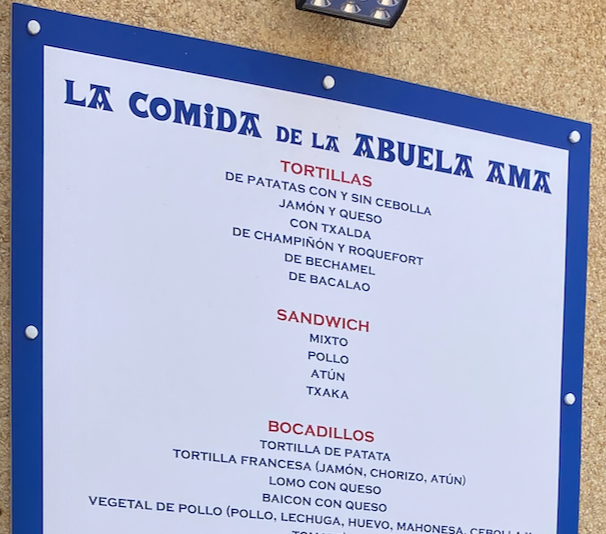 LA COMiDA DE LA ABUELA AMA
TORTILLAS
DE PATATAS CON Y SIN CEBOLLA
JAMÓN Y QUESO
CON TXALDA
DE CHAMPIÑÓN Y ROQUEFORT
DE BECHAMEL
DE BACALAO
SANDWICH
MIXTO
POLLO
ATÚN
TXAKA
BOCADILLOS
TORTILLA DE PATATA
TORTILLA FRANCESA (JAMÓN, CHORIZO, ATÚN)
LOMO CON QUESO
BAICON CON QUESO
VEGETAL DE POLLO (POLLO, LECHUGA, HUEVO, MAHONESA, CEBOLLA